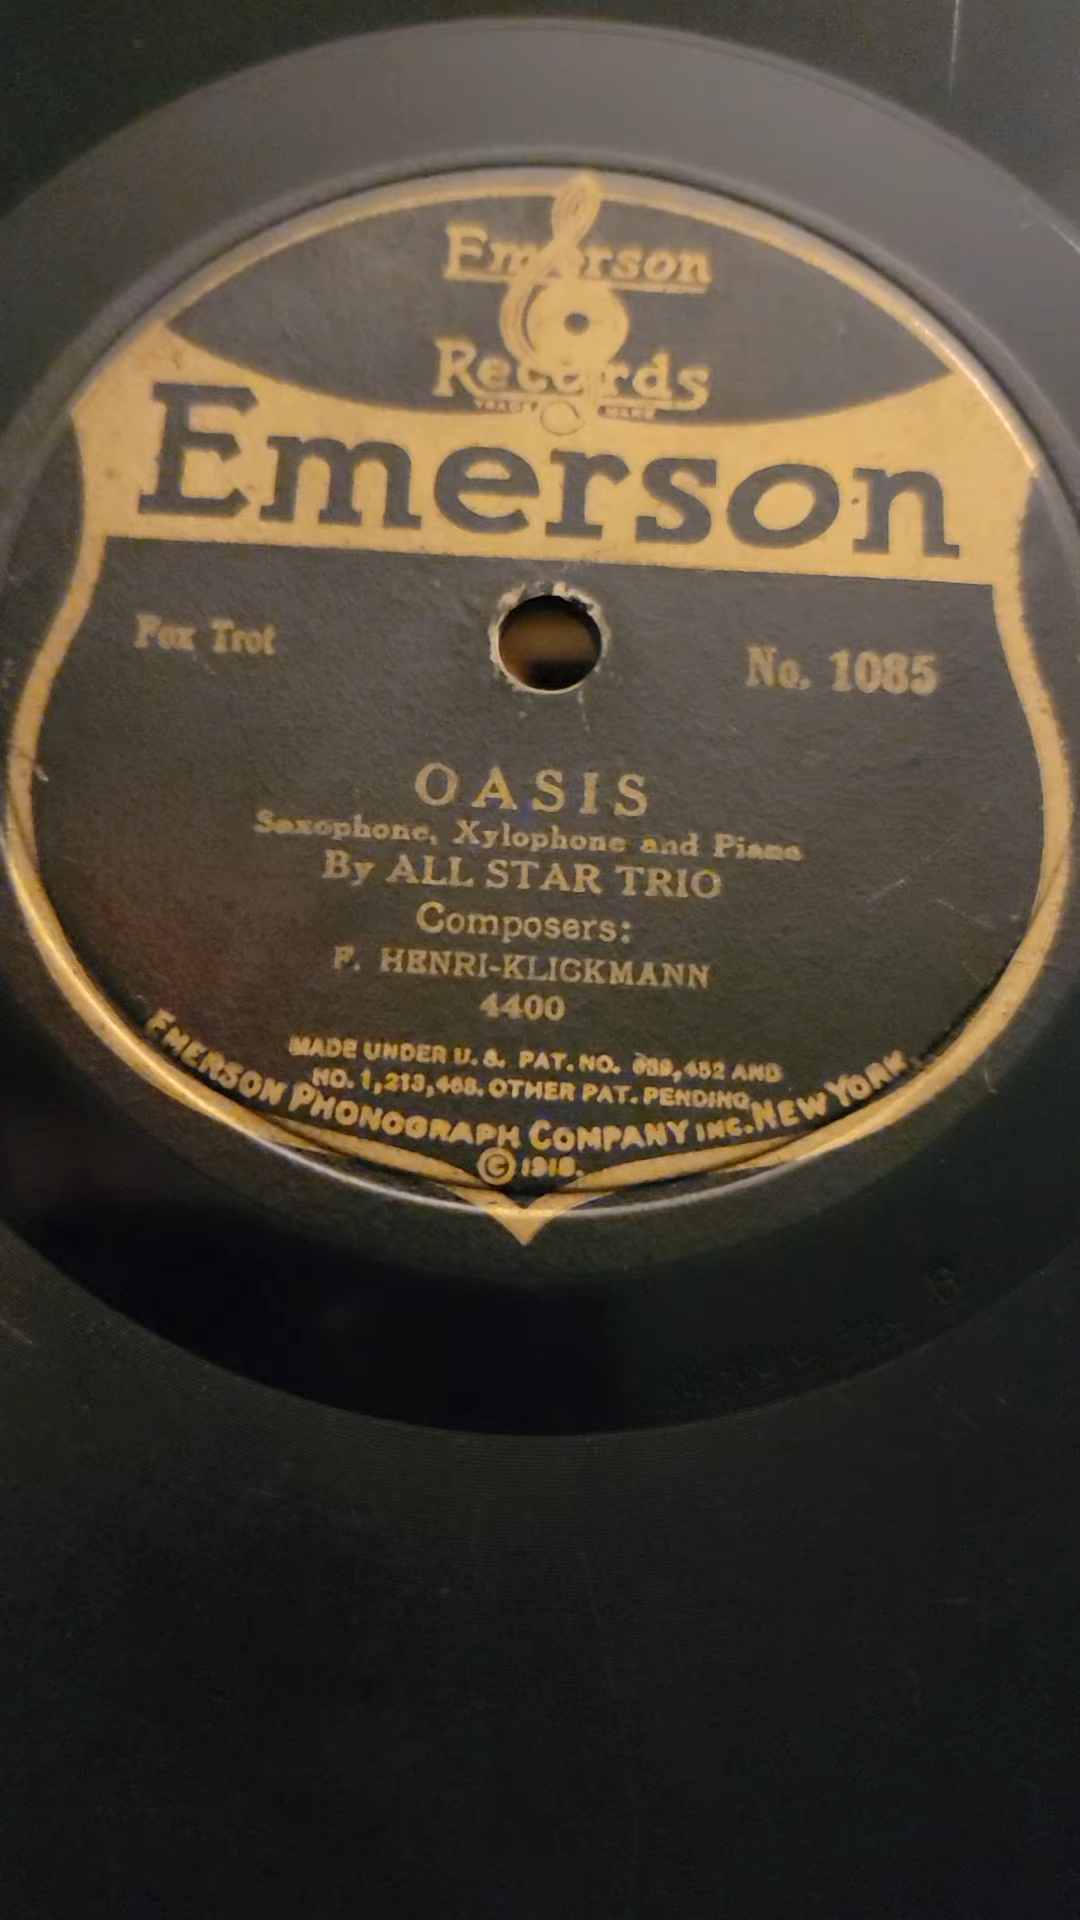 Emerson
Records
TRADE MARK
Emerson
Fox Trot
No. 1085
OASIS
Saxophone, Xylophone and Piano
By ALL STAR TRIO
Composers:
F. HENRI-KLICKMANN
4400
MADE UNDER U. S. PAT. NO. 639,452 AND
NO. 1,213,468. OTHER PAT. PENDING
EMERSON PHONOGRAPH COMPANY INC. NEW YORK.
© 1918.